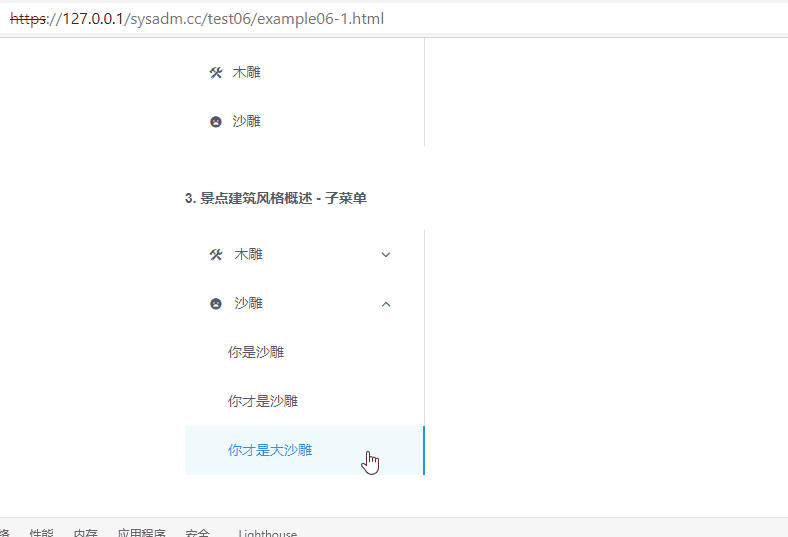 https://127.0.0.1/sysadm.cc/test06/example06-1.html
木雕
沙雕
3. 景点建筑风格概述 - 子菜单
木雕
沙雕
你是沙雕
你才是沙雕
你才是大沙雕
络 性能 内存 应用程序 安全 Lighthouse